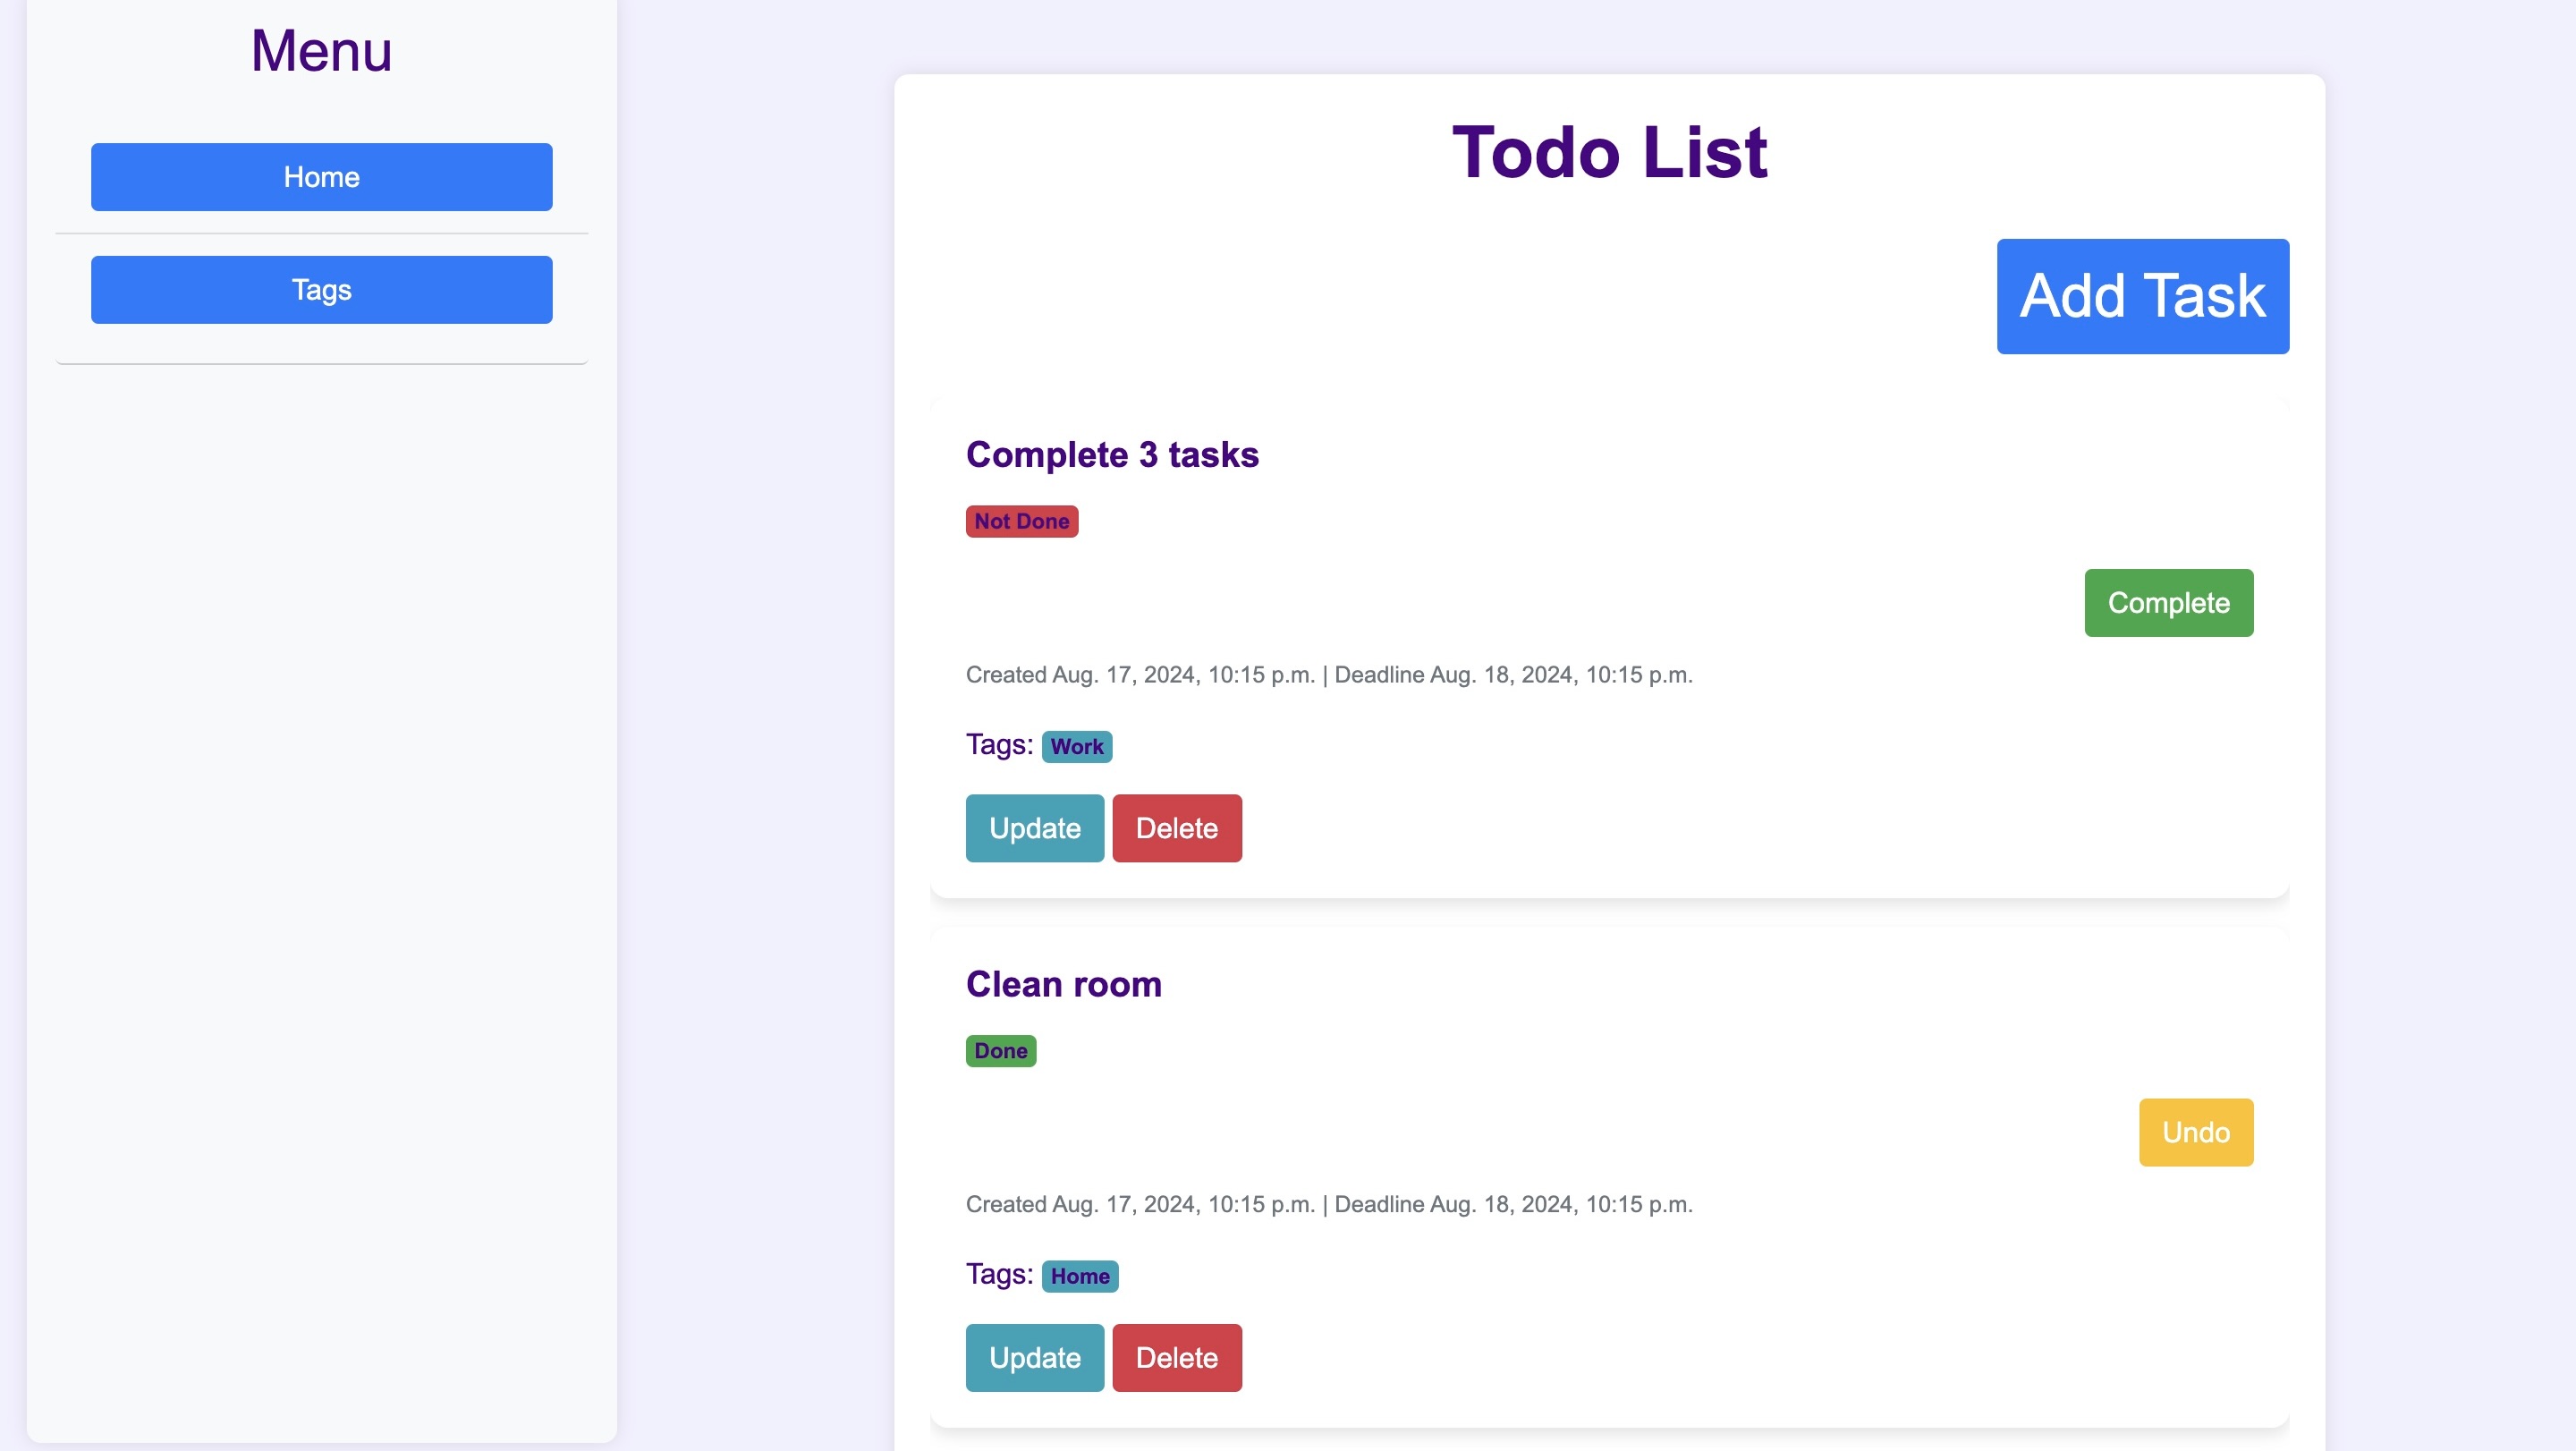 Menu
Home
Tags
Todo List
Add Task
Complete 3 tasks
Not Done
Complete
Created Aug. 17, 2024, 10:15 p.m. | Deadline Aug. 18, 2024, 10:15 p.m.
Tags: Work
Update Delete
Clean room
Done
Undo
Created Aug. 17, 2024, 10:15 p.m. | Deadline Aug. 18, 2024, 10:15 p.m.
Tags: Home
Update Delete